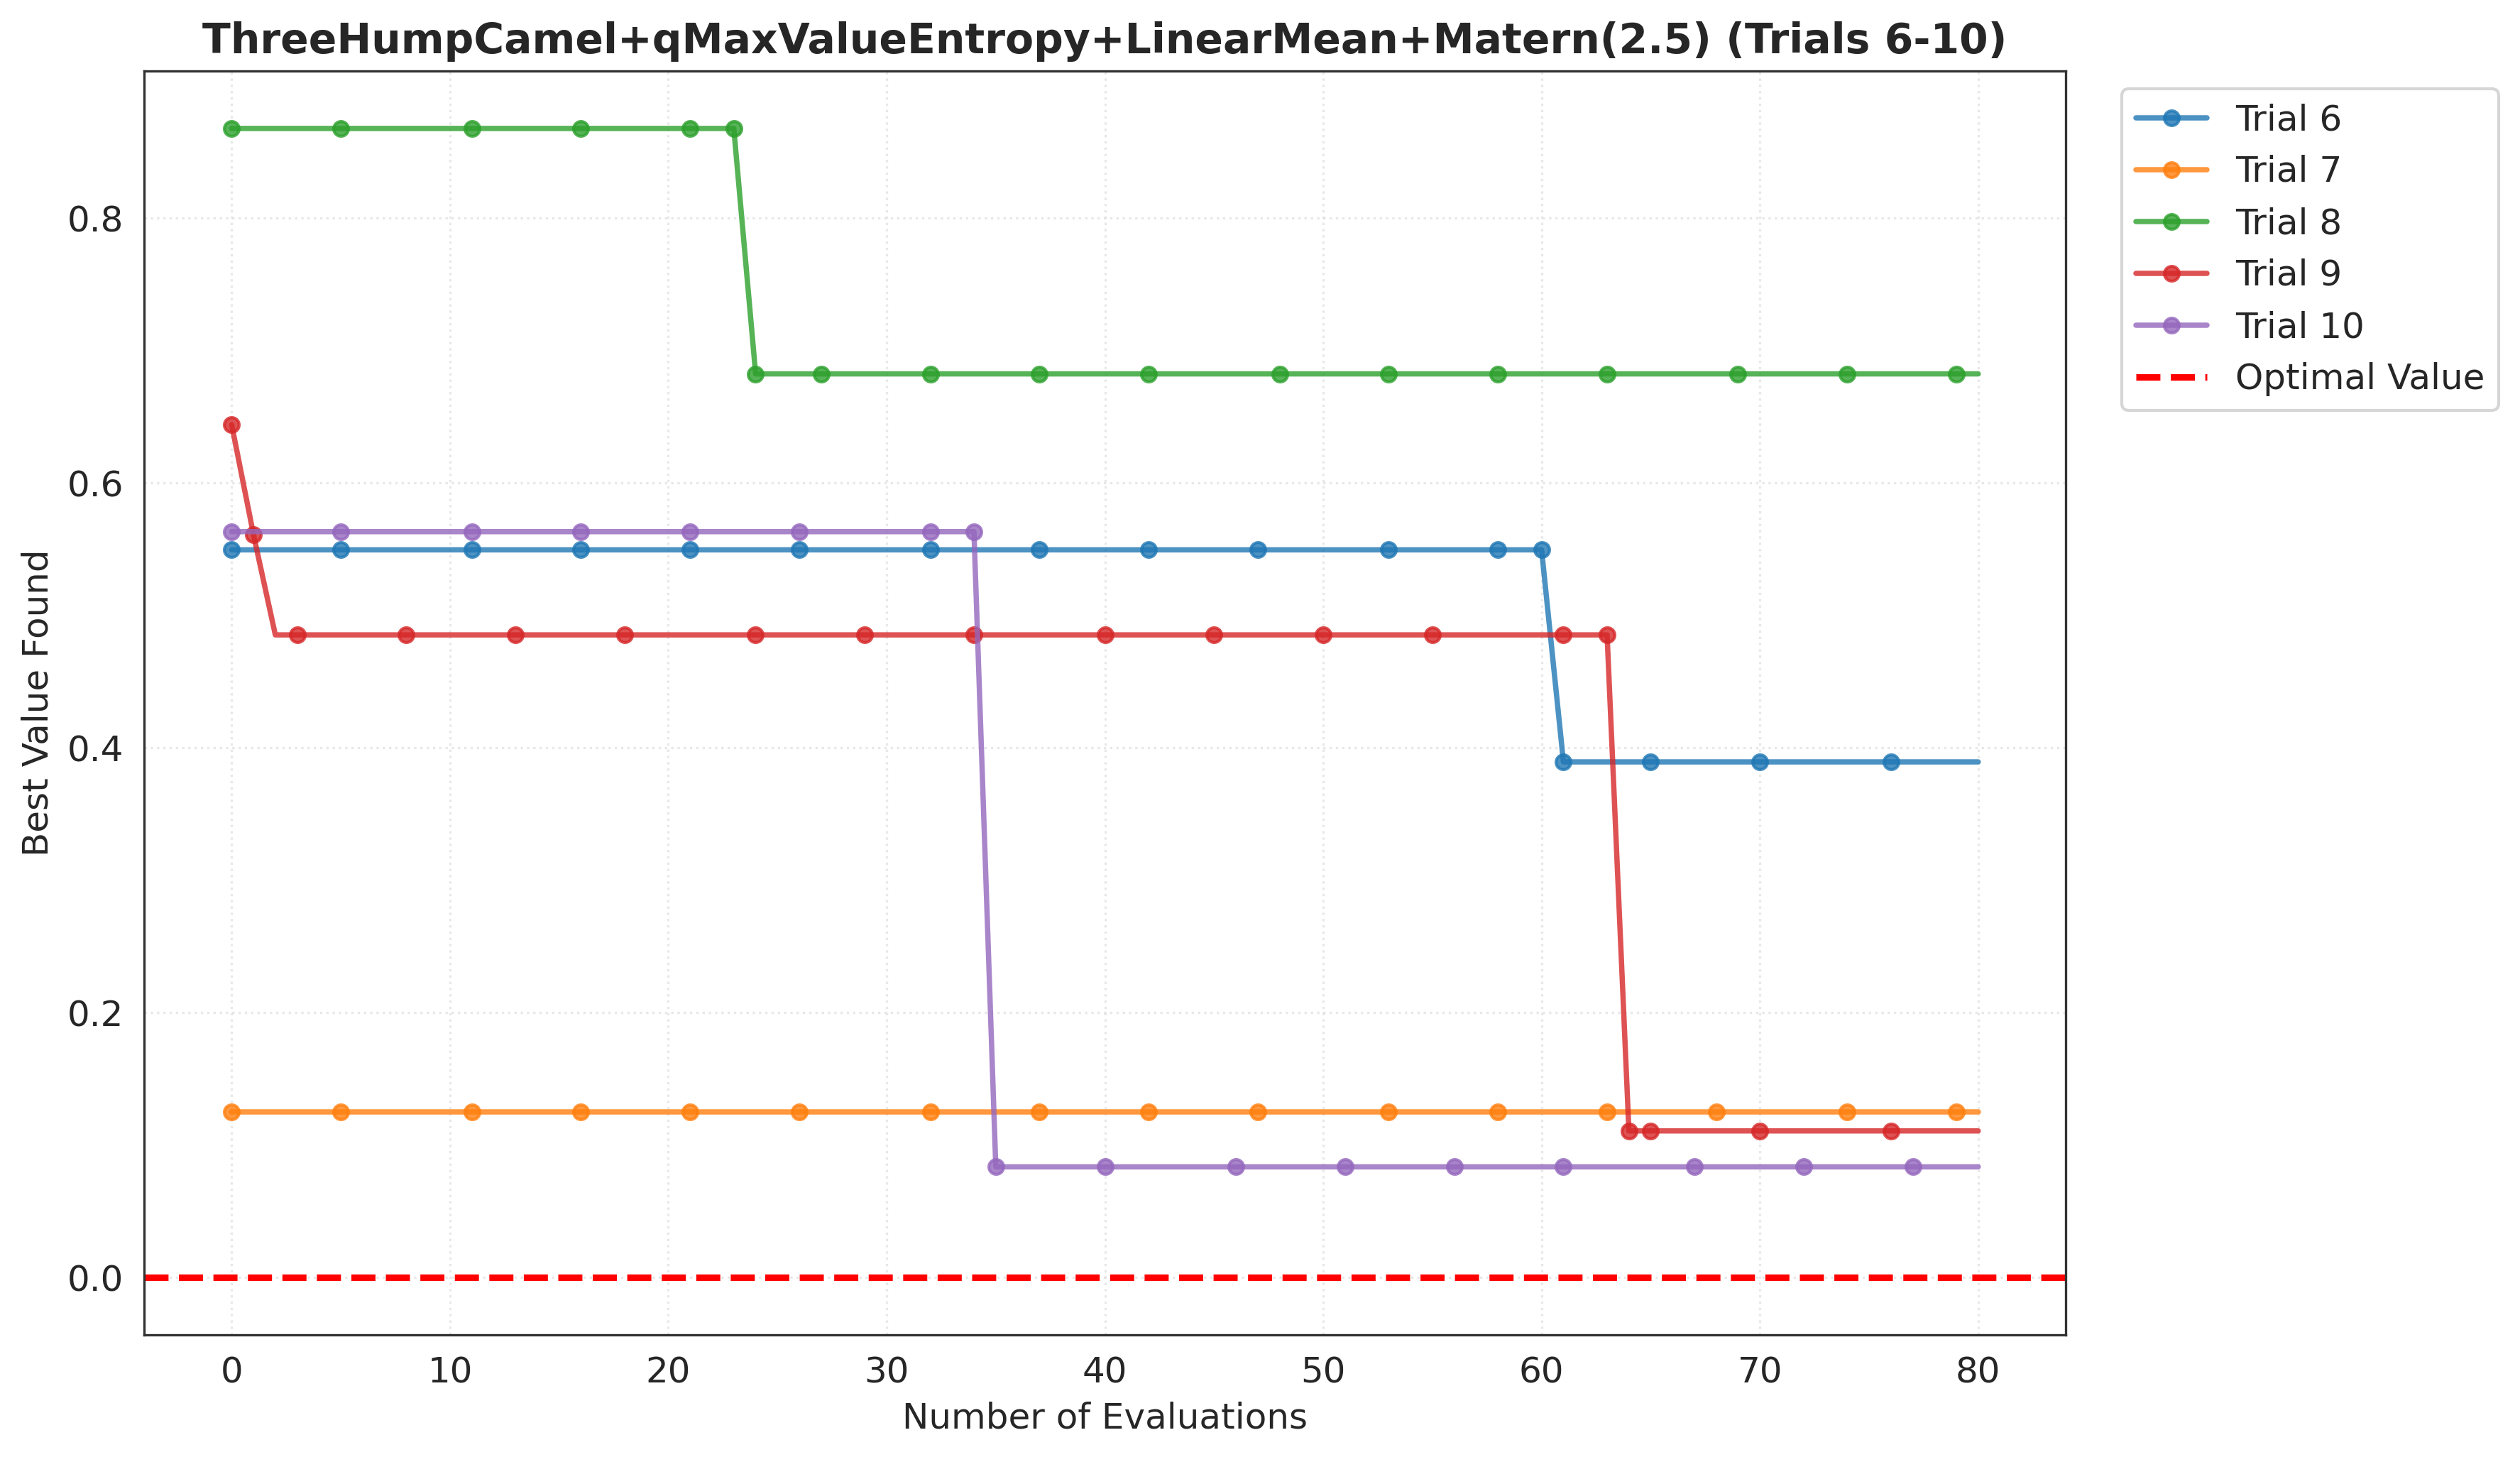 ThreeHumpCamel+qMaxValueEntropy+LinearMean+Matern(2.5) (Trials 6-10)
Trial 6
Trial 7
Trial 8
Trial 9
Trial 10
Optimal Value
Best Value Found
0.8
0.6
0.4
0.2
0.0
0 10 20 30 40 50 60 70 80
Number of Evaluations